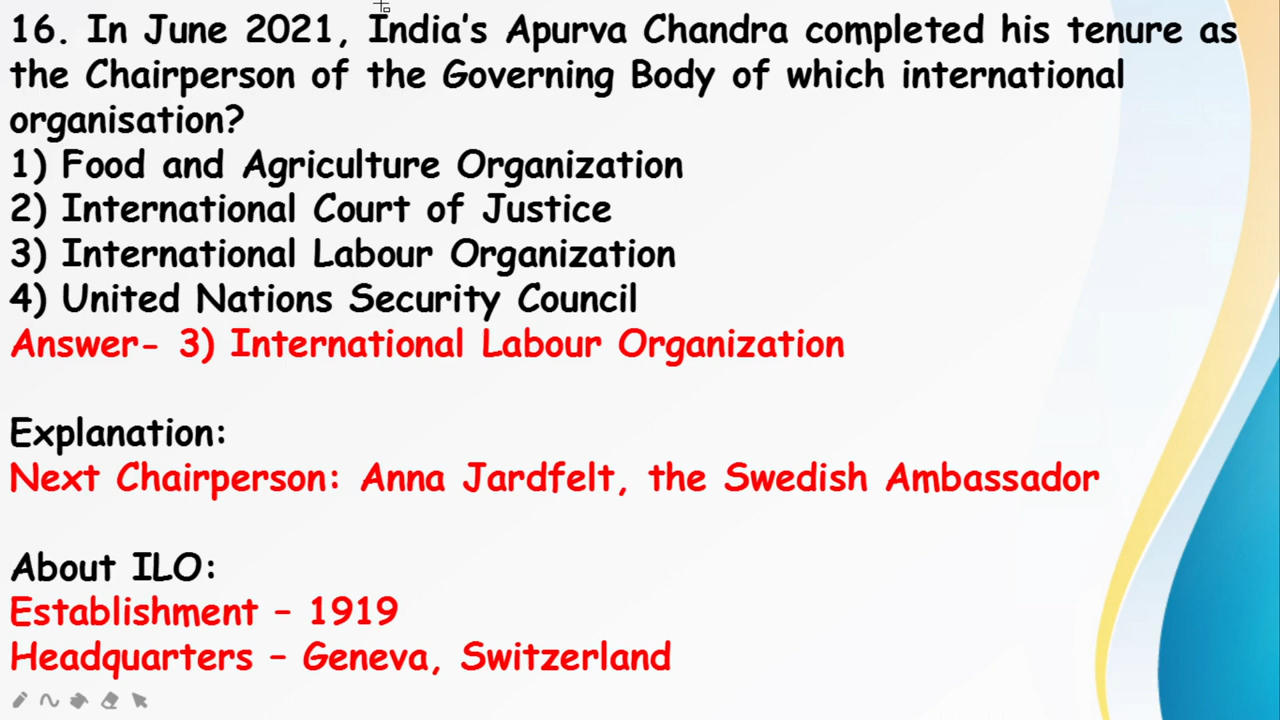 16. In June 2021, India's Apurva Chandra completed his tenure as
the Chairperson of the Governing Body of which international
organisation?
1) Food and Agriculture Organization
2) International Court of Justice
3) International Labour Organization
4) United Nations Security Council
Answer- 3) International Labour Organization
Explanation:
Next Chairperson: Anna Jardfelt, the Swedish Ambassador
About ILO:
Establishment – 1919
Headquarters – Geneva, Switzerland